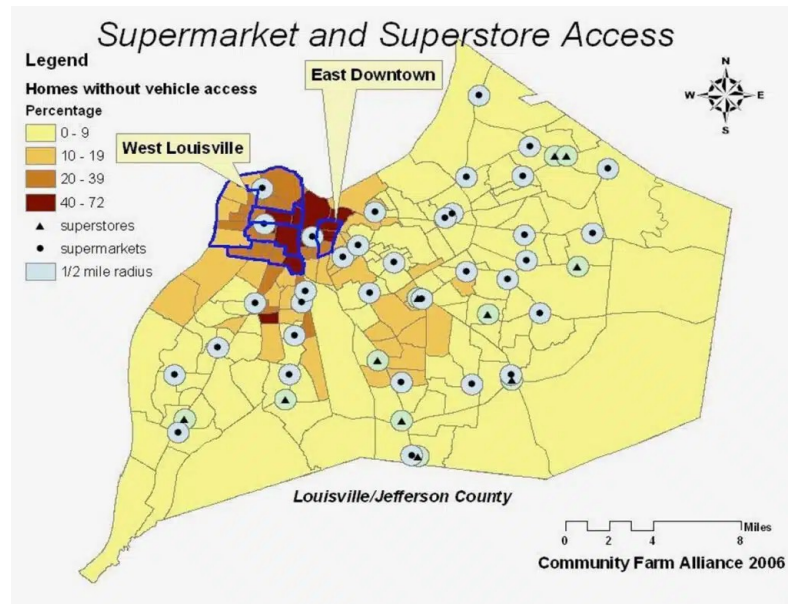 Supermarket and Superstore Access
Legend
Homes without vehicle access
Percentage
0 - 9
10 - 19
20 - 39
40 - 72
superstores
supermarkets
1/2 mile radius
East Downtown
West Louisville
N
W
E
S
Louisville/Jefferson County
Miles
0 2 4 8
Community Farm Alliance 2006